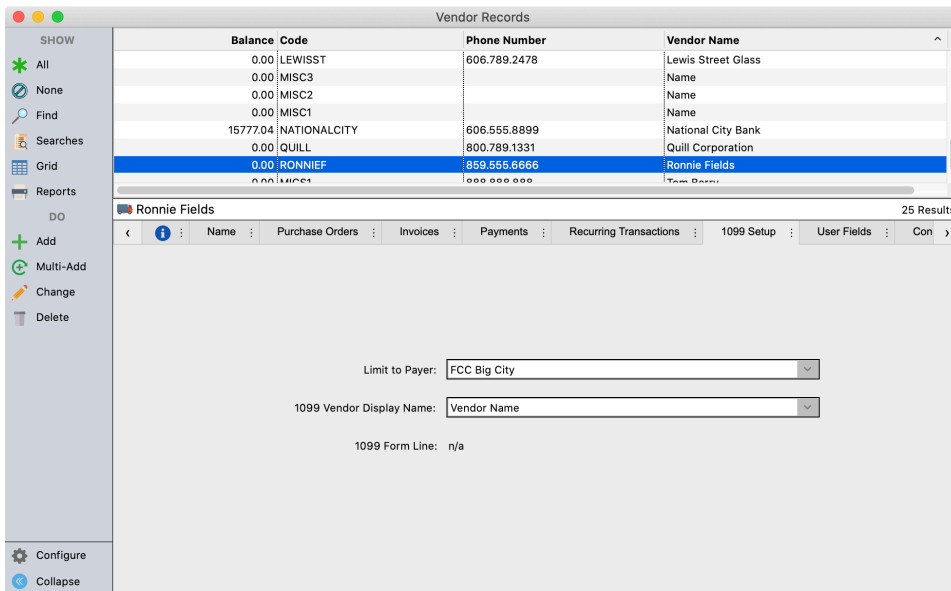 Vendor Records
SHOW
All
None
Find
Searches
Grid
Reports
DO
Add
Multi-Add
Change
Delete
Configure
Collapse
Balance Code Phone Number Vendor Name
0.00 LEWISST 606.789.2478 Lewis Street Glass
0.00 MISC3 Name
0.00 MISC2 Name
0.00 MISC1 Name
15777.04 NATIONALCITY 606.555.8899 National City Bank
0.00 QUILL 800.789.1331 Quill Corporation
0.00 RONNIEF 859.555.6666 Ronnie Fields
Ronnie Fields 25 Results
Name Purchase Orders Invoices Payments Recurring Transactions 1099 Setup User Fields Con
Limit to Payer: FCC Big City
1099 Vendor Display Name: Vendor Name
1099 Form Line: n/a